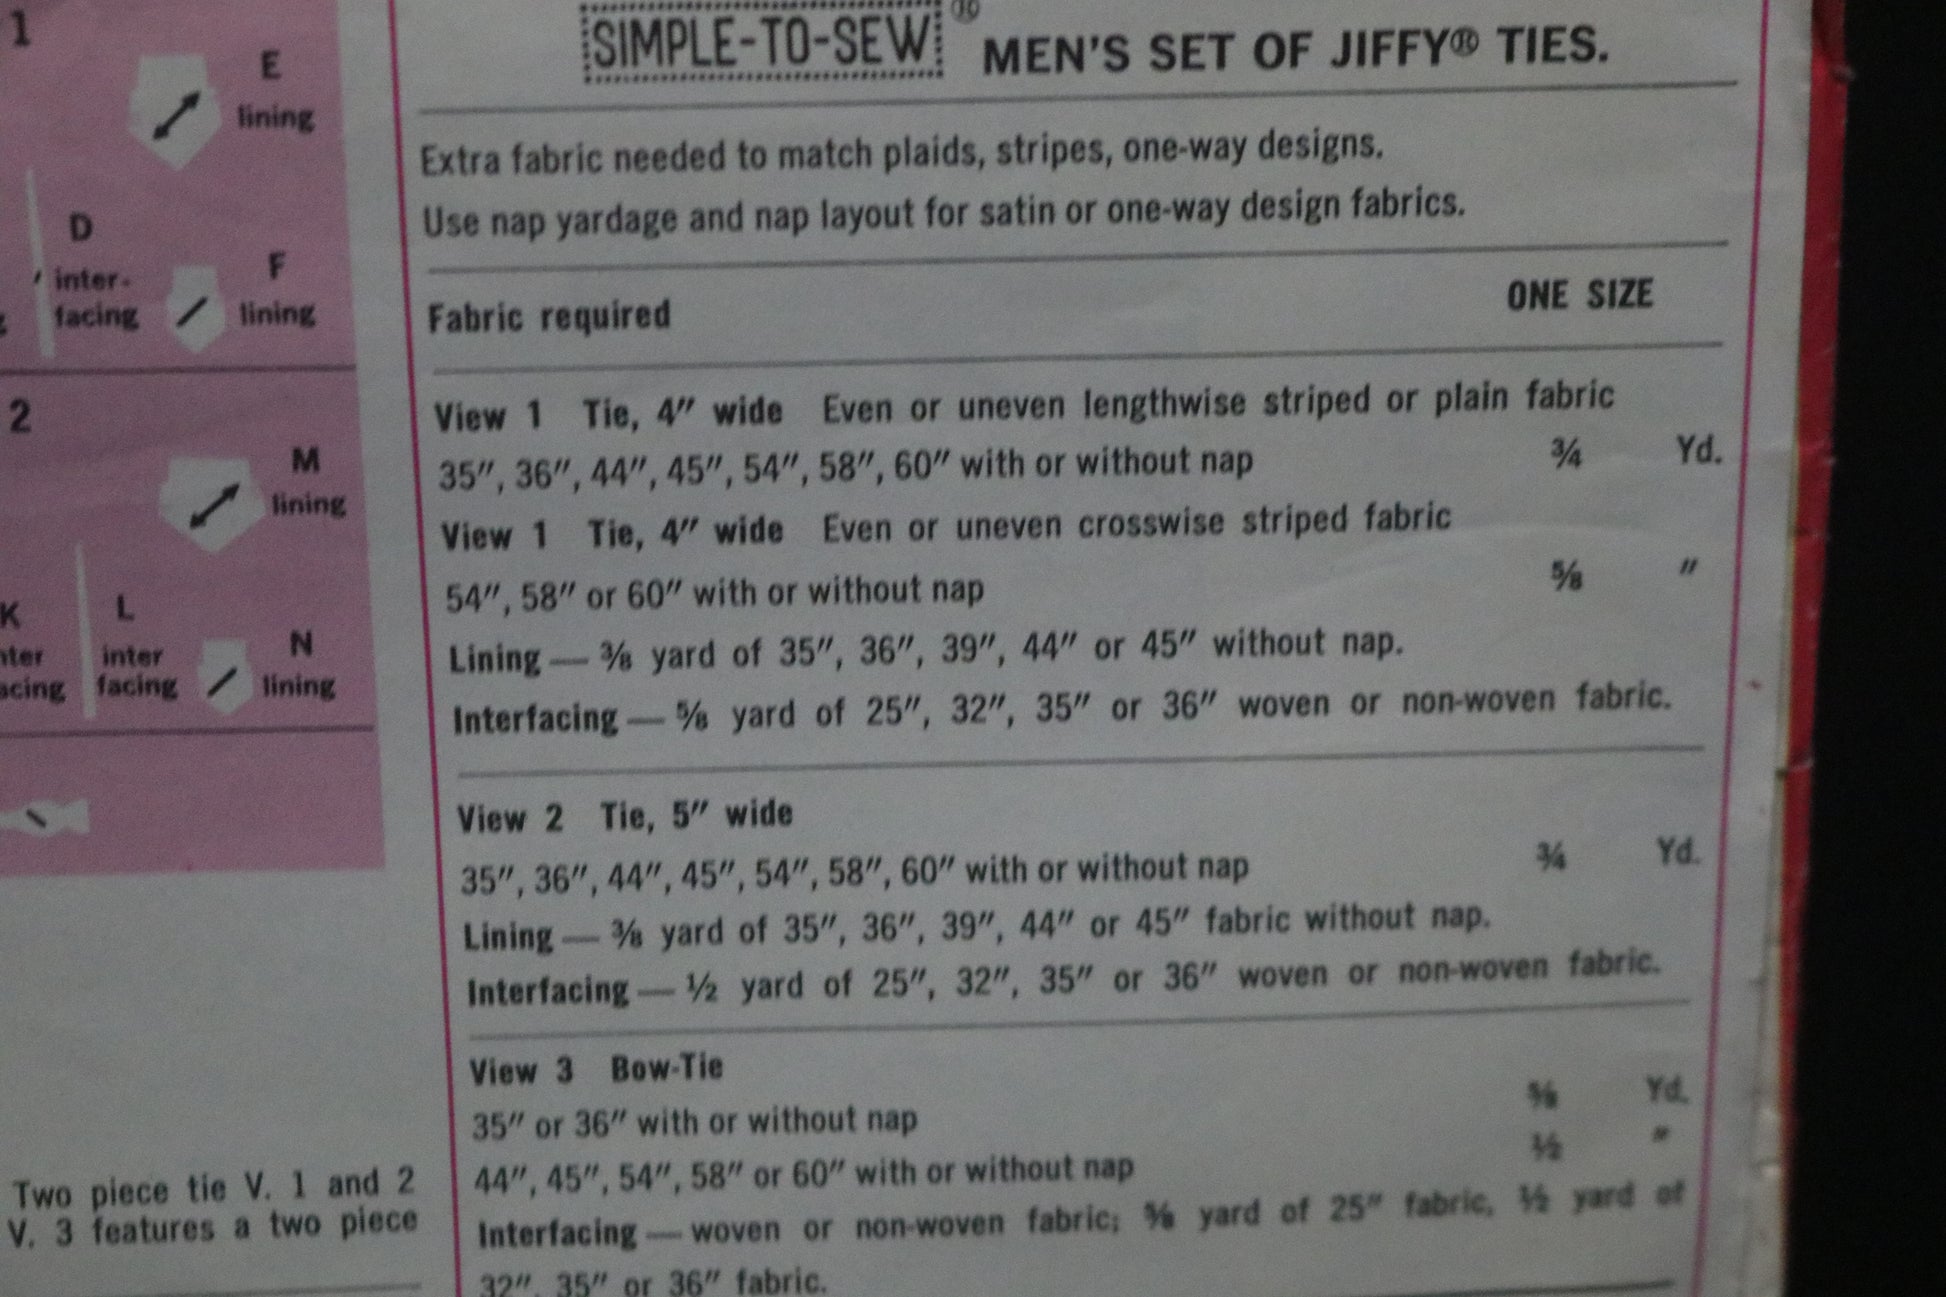 1
E
lining
D
inter-
facing
F
lining
2
M
lining
K
L
inter
facing
N
lining
Two piece tie V. 1 and 2
V. 3 features a two piece
SIMPLE-TO-SEW® MEN'S SET OF JIFFY® TIES.
Extra fabric needed to match plaids, stripes, one-way designs.
Use nap yardage and nap layout for satin or one-way design fabrics.
Fabric required ONE SIZE
View 1 Tie, 4" wide Even or uneven lengthwise striped or plain fabric
35", 36", 44", 45", 54", 58", 60" with or without nap ¾ Yd.
View 1 Tie, 4" wide Even or uneven crosswise striped fabric
54", 58" or 60" with or without nap ⅝ "
Lining — ⅜ yard of 35", 36", 39", 44" or 45" without nap.
Interfacing — ⅝ yard of 25", 32", 35" or 36" woven or non-woven fabric.
View 2 Tie, 5" wide
35", 36", 44", 45", 54", 58", 60" with or without nap ¾ Yd.
Lining — ⅜ yard of 35", 36", 39", 44" or 45" fabric without nap.
Interfacing — ½ yard of 25", 32", 35" or 36" woven or non-woven fabric.
View 3 Bow-Tie
35" or 36" with or without nap Yd.
44", 45", 54", 58" or 60" with or without nap ½ "
Interfacing — woven or non-woven fabric; yard of 25" fabric, ½ yard of
32", 35" or 36" fabric.